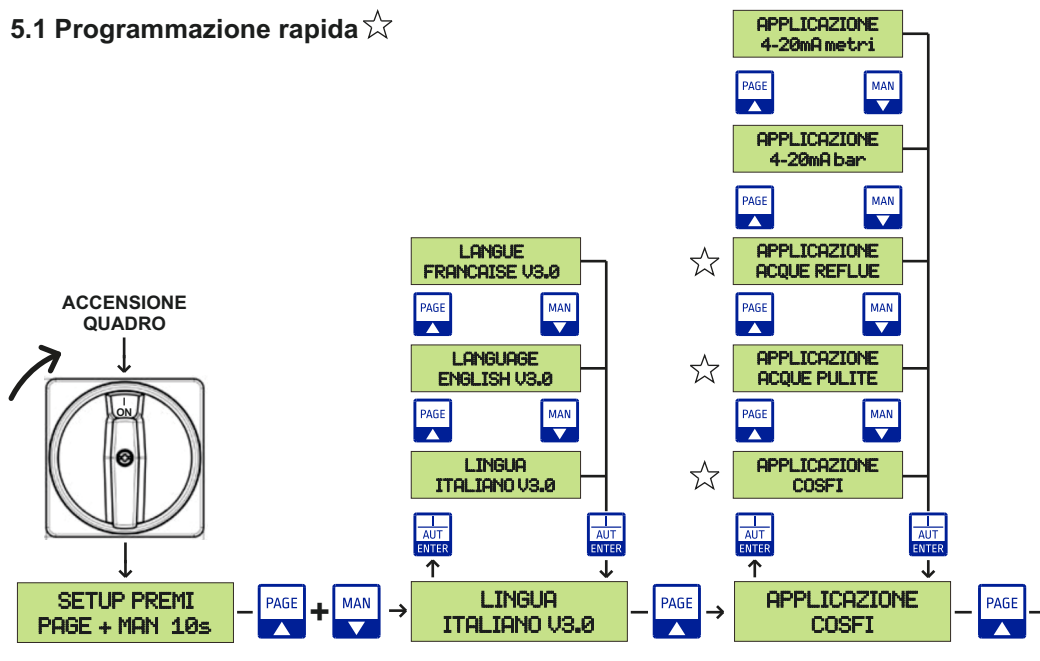 5.1 Programmazione rapida
APPLICAZIONE
4-20mA metri
PAGE
MAN
APPLICAZIONE
4-20mA bar
PAGE
MAN
LANGUE
FRANCAISE V3.0
APPLICAZIONE
ACQUE REFLUE
PAGE
MAN
PAGE
MAN
ACCENSIONE
QUADRO
LANGUAGE
ENGLISH V3.0
APPLICAZIONE
ACQUE PULITE
I
ON
PAGE
MAN
PAGE
MAN
LINGUA
ITALIANO V3.0
APPLICAZIONE
COSFI
I
AUT
ENTER
I
AUT
ENTER
I
AUT
ENTER
I
AUT
ENTER
SETUP PREMI
PAGE + MAN 10s
PAGE
+
MAN
LINGUA
ITALIANO V3.0
PAGE
APPLICAZIONE
COSFI
PAGE